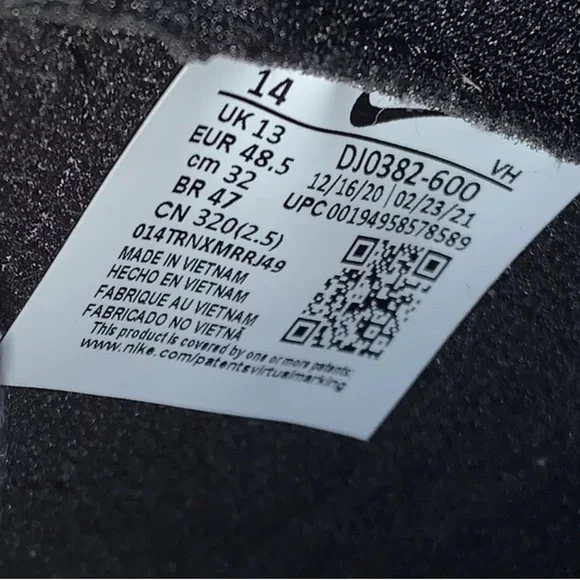 14
UK 13
EUR 48.5
cm 32
BR 47
CN 320(2.5)
014TRNXMRRJ49
MADE IN VIETNAM
HECHO EN VIETNAM
FABRIQUE AU VIETNAM
FABRICADO NO VIETNÃ
This product is covered by one or more patents:
www.nike.com/patentsvirtualmarking
VH
DJ0382-600
12/16/20 | 02/23/21
UPC 00194958578589